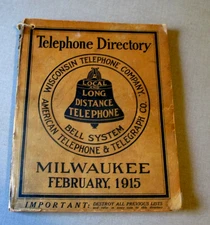 Telephone Directory
WISCONSIN TELEPHONE COMPANY
LOCAL
LONG
DISTANCE
TELEPHONE
BELL SYSTEM
AMERICAN TELEPHONE & TELEGRAPH CO.
MILWAUKEE
FEBRUARY, 1915
IMPORTANT: DESTROY ALL PREVIOUS LISTS